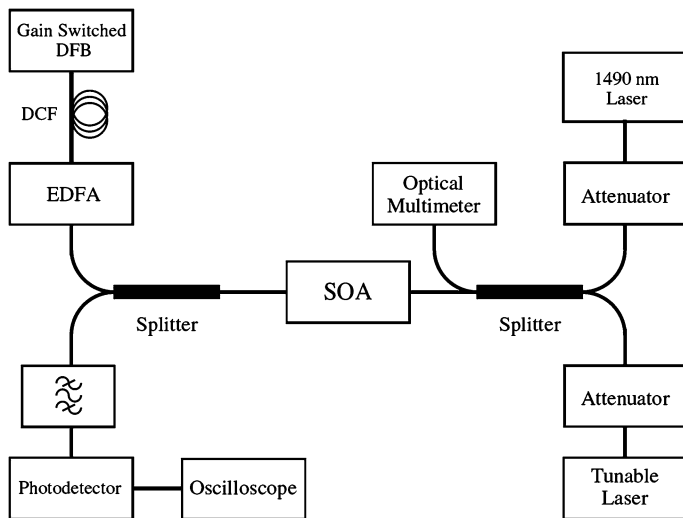 Gain Switched
DFB
DCF
EDFA
Splitter
Photodetector
Oscilloscope
SOA
Optical
Multimeter
Splitter
1490 nm
Laser
Attenuator
Attenuator
Tunable
Laser